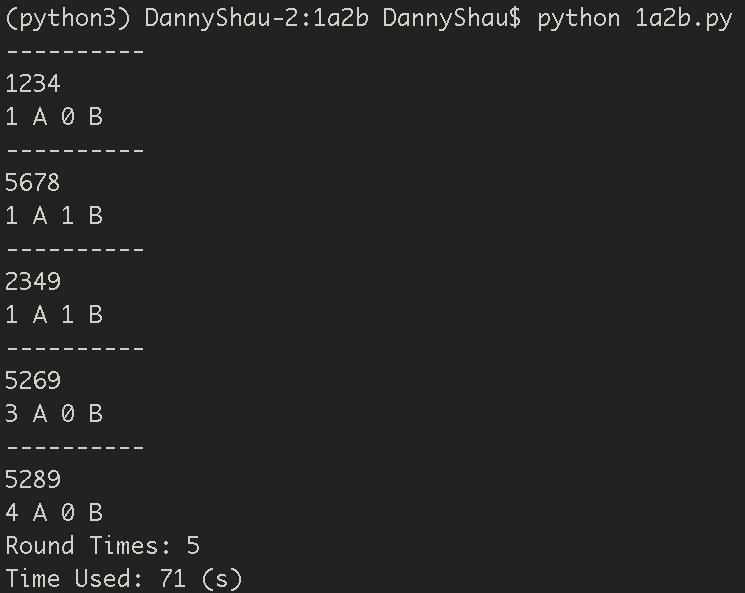 (python3) DannyShau-2:1a2b DannyShau$ python 1a2b.py
----------
1234
1 A 0 B
----------
5678
1 A 1 B
----------
2349
1 A 1 B
----------
5269
3 A 0 B
----------
5289
4 A 0 B
Round Times: 5
Time Used: 71 (s)